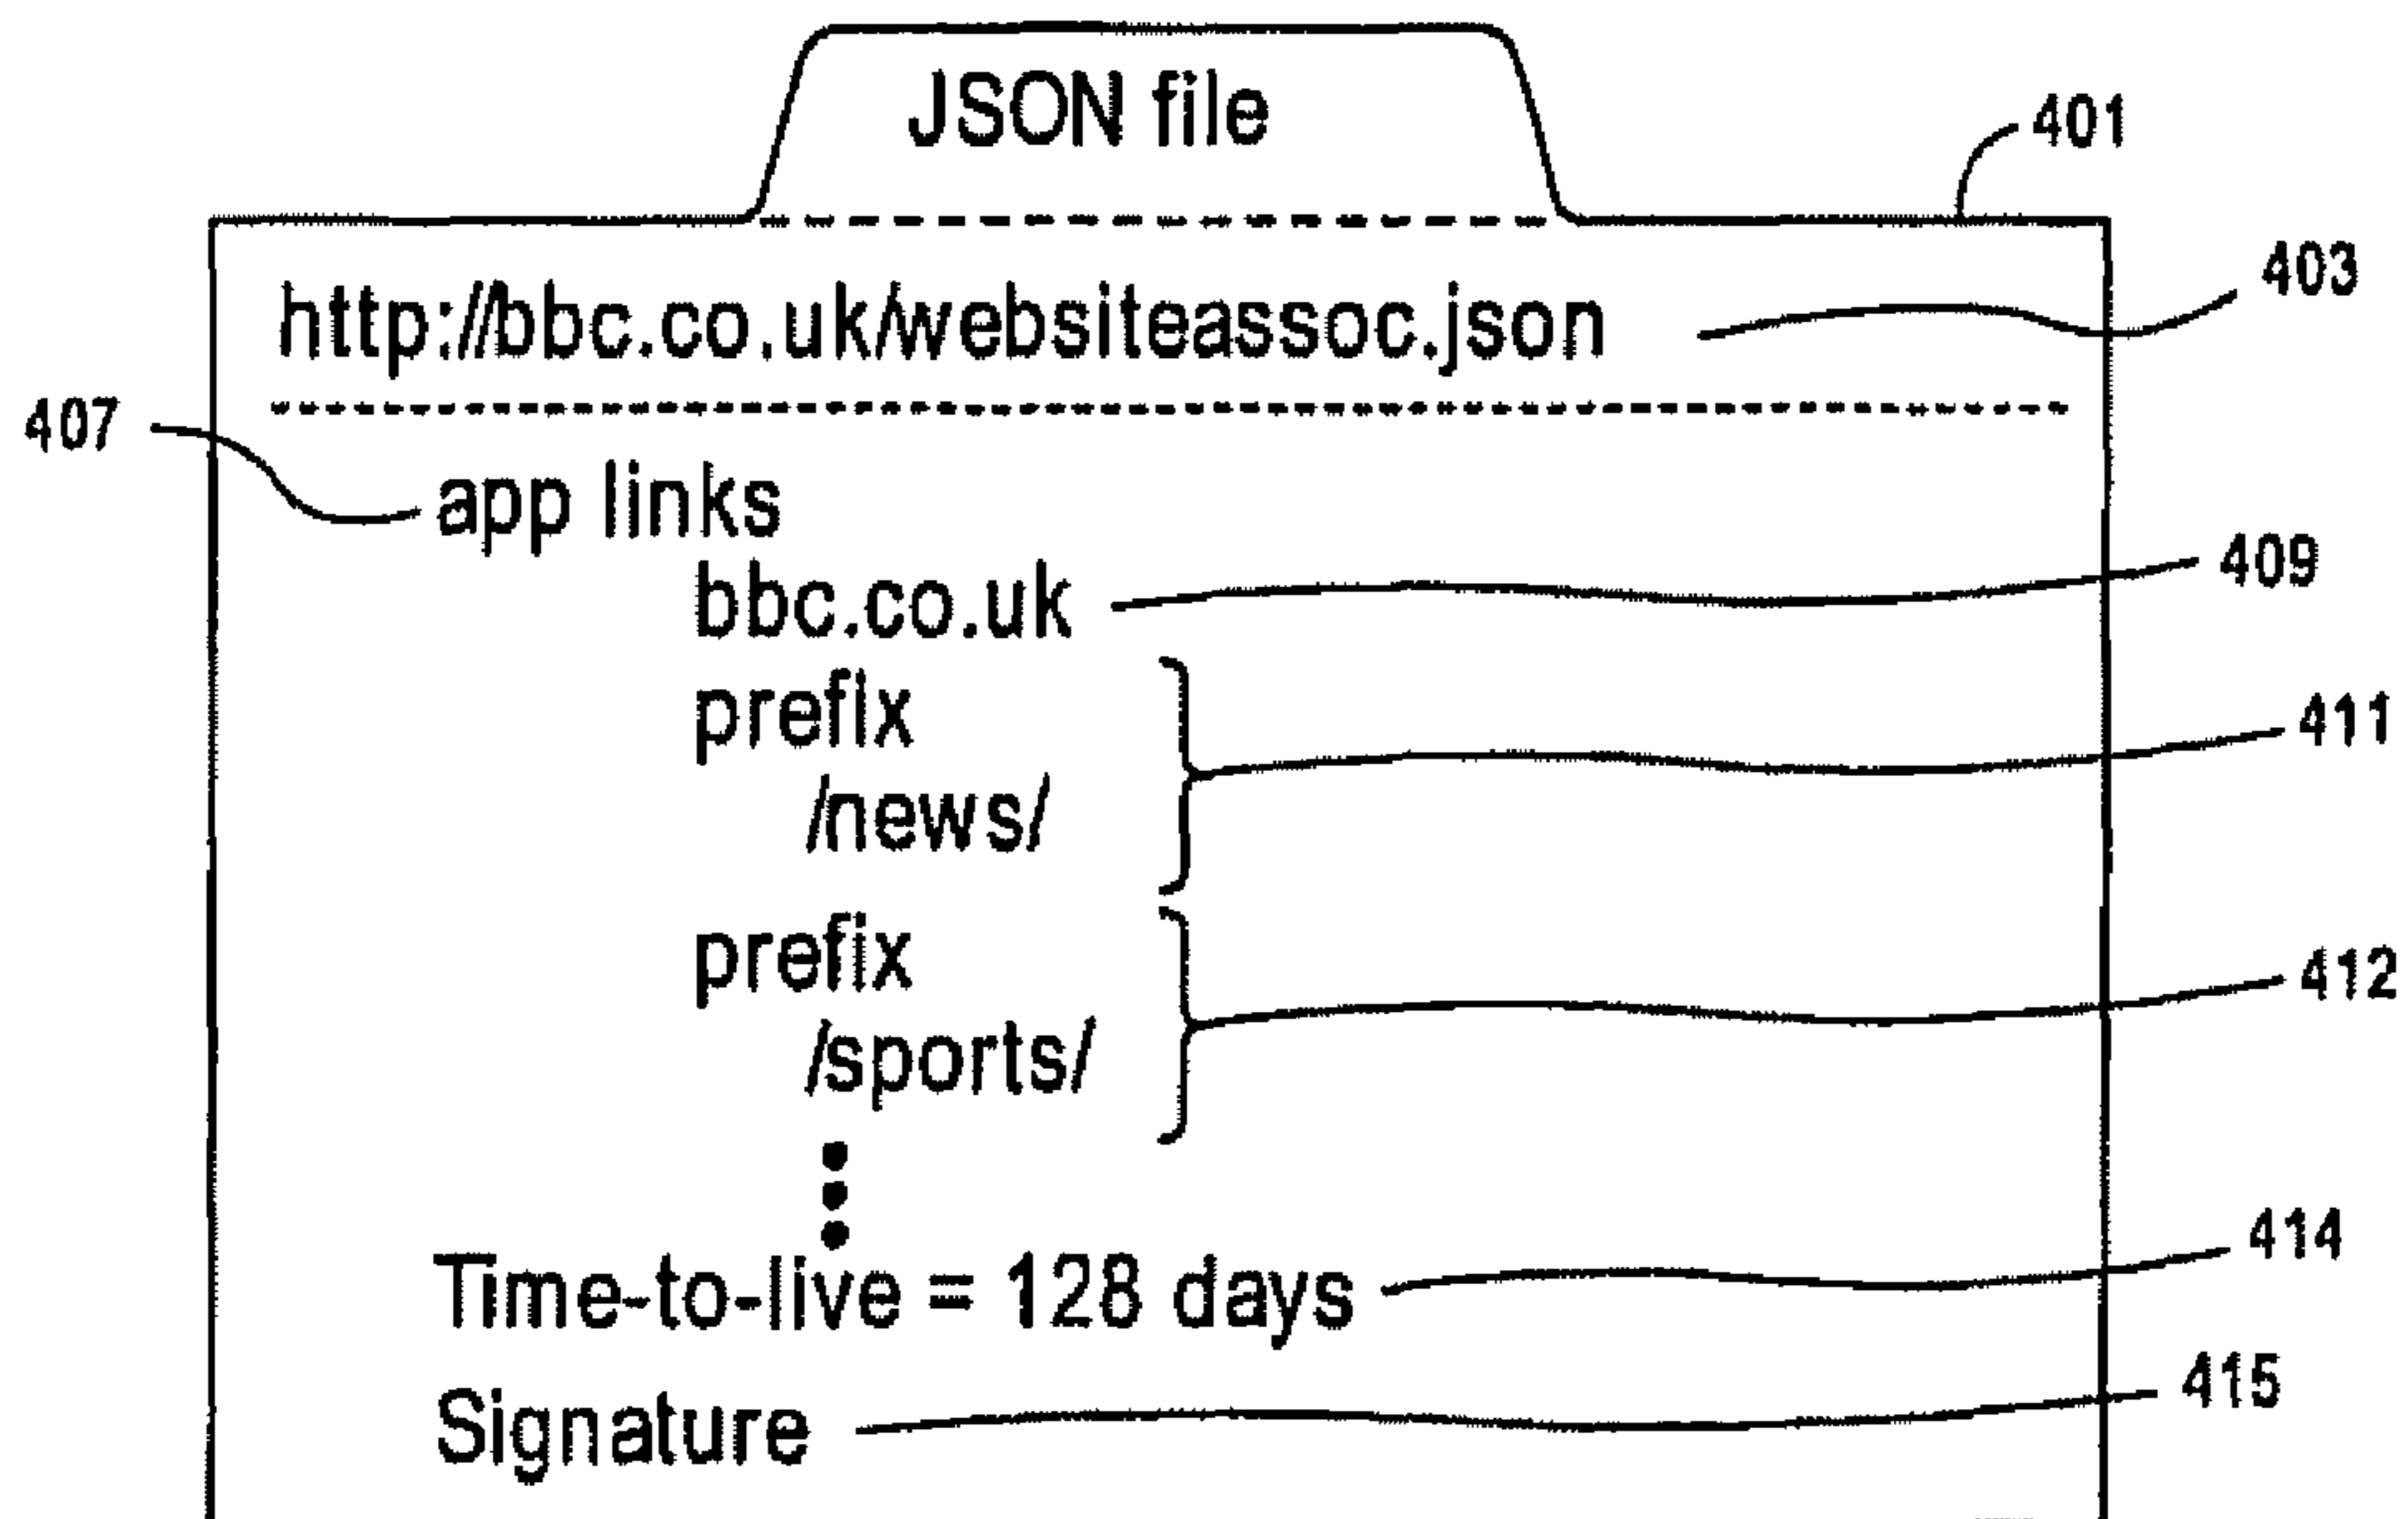 JSON file
401
http://bbc.co.uk/websiteassoc.json
403
407
app links
bbc.co.uk
409
prefix
/news/
411
prefix
/sports/
412
Time-to-live = 128 days
414
Signature
415